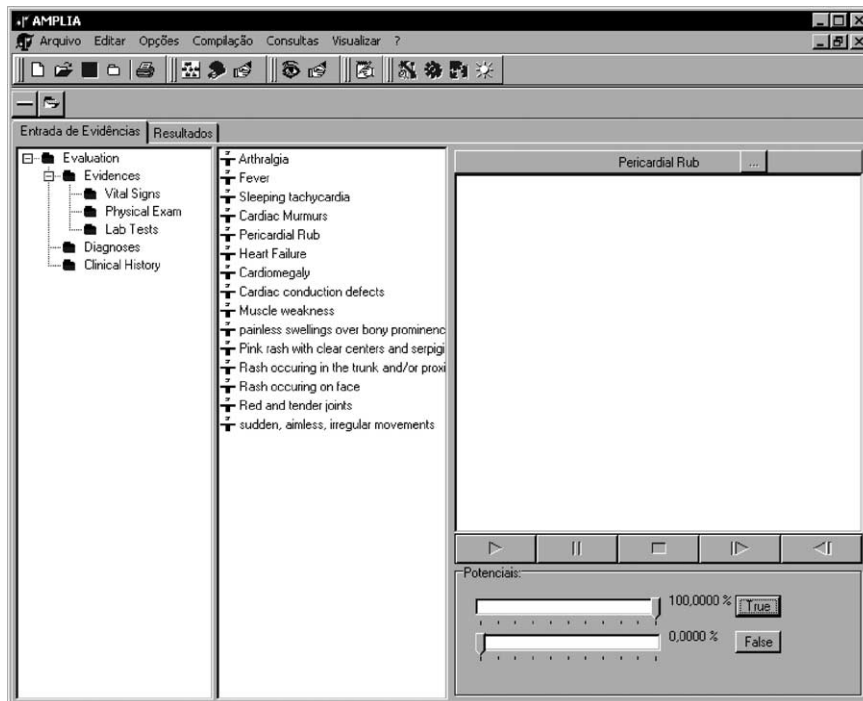 AMPLIA
Arquivo Editar Opções Compilação Consultas Visualizar ?
Entrada de Evidências Resultados
Evaluation
Evidences
Vital Signs
Physical Exam
Lab Tests
Diagnoses
Clinical History
Arthralgia
Fever
Sleeping tachycardia
Cardiac Murmurs
Pericardial Rub
Heart Failure
Cardiomegaly
Cardiac conduction defects
Muscle weakness
painless swellings over bony prominenc
Pink rash with clear centers and serpigi
Rash occuring in the trunk and/or proxi
Rash occuring on face
Red and tender joints
sudden, aimless, irregular movements
Pericardial Rub ...
Potenciais:
100,0000 % True
0,0000 % False